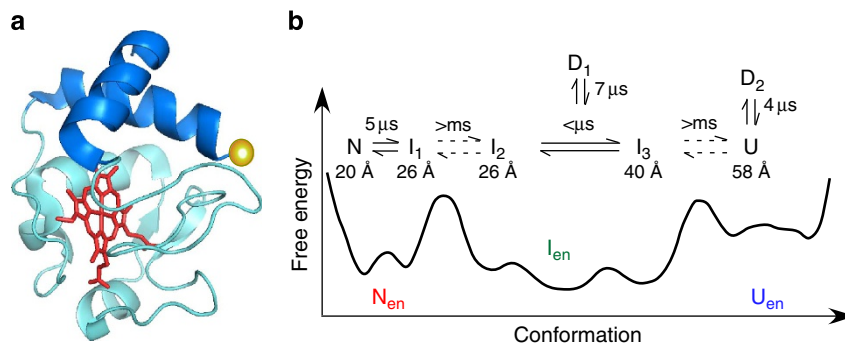 a
b
D1
D2
7 μs
4 μs
5 μs
>ms
<μs
>ms
N
I1
I2
I3
U
20 Å
26 Å
26 Å
40 Å
58 Å
Free energy
Ien
Nen
Uen
Conformation